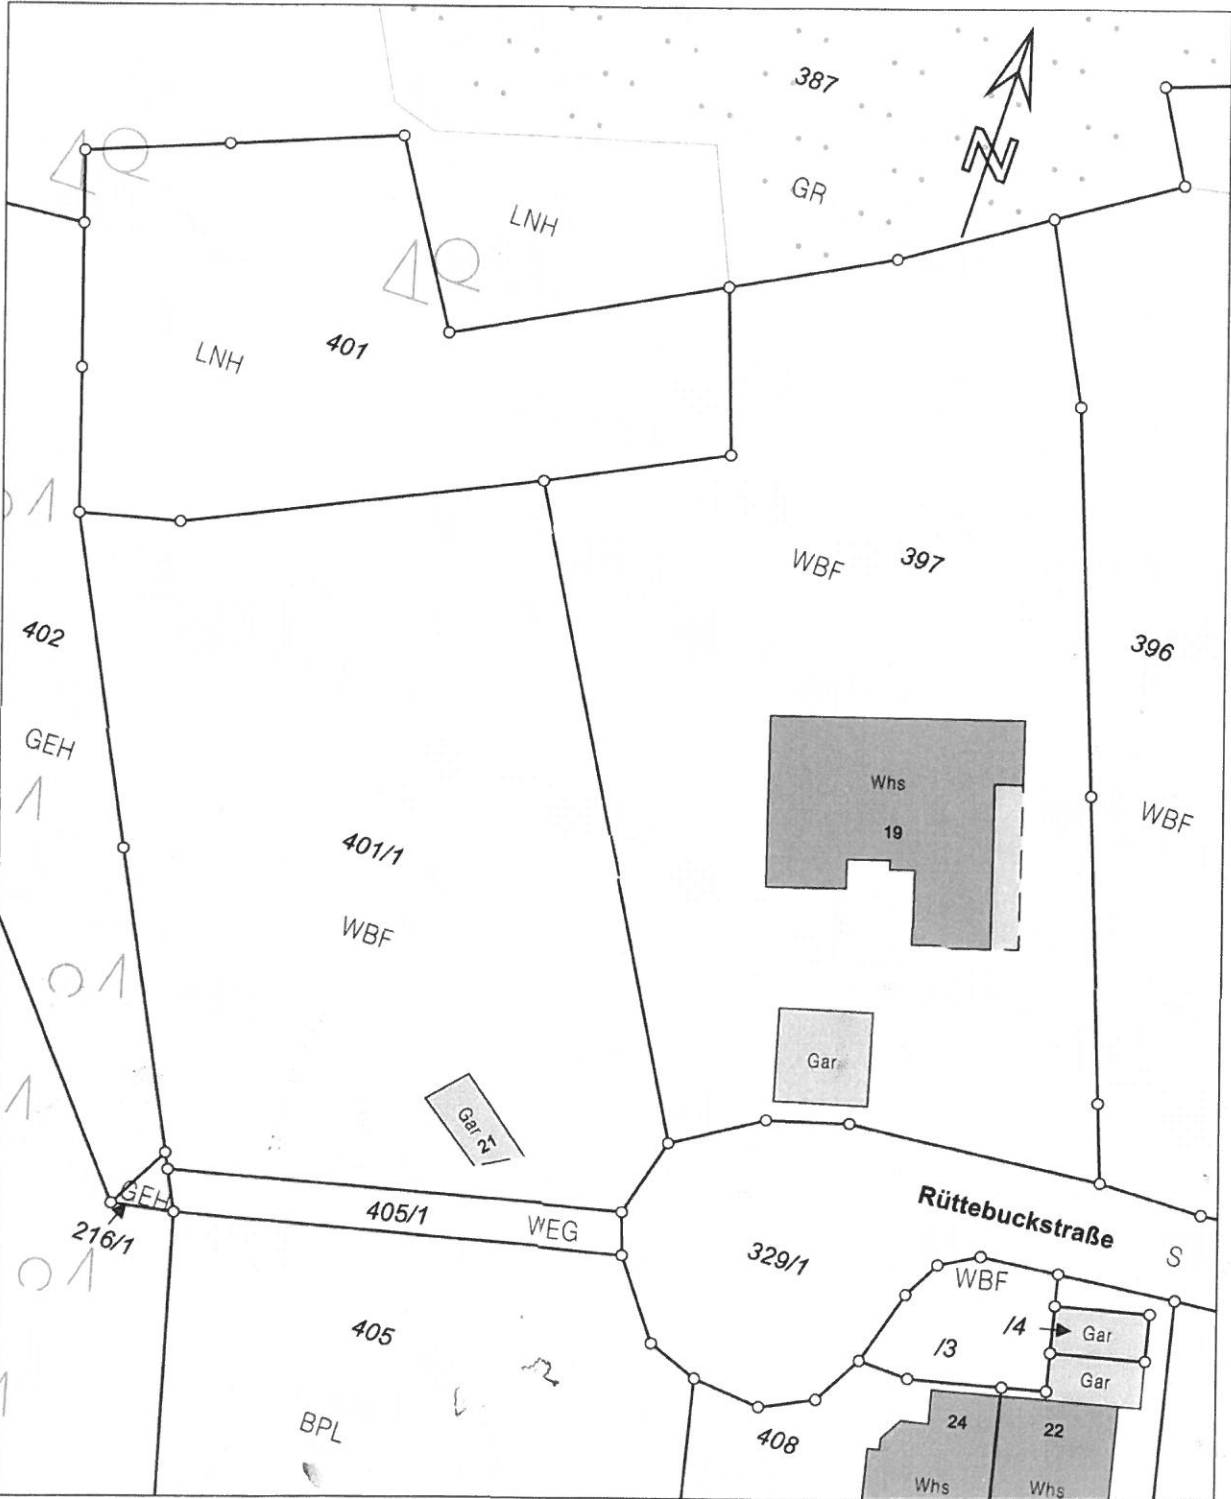 387
N
GR
LNH
LNH
401
WBF
397
402
396
GEH
Whs
WBF
19
401/1
WBF
Gar
Gar 21
GEH
216/1
405/1
WEG
Rüttebuckstraße
S
329/1
WBF
/4
Gar
/3
405
Gar
BPL
408
24
22
Whs
Whs